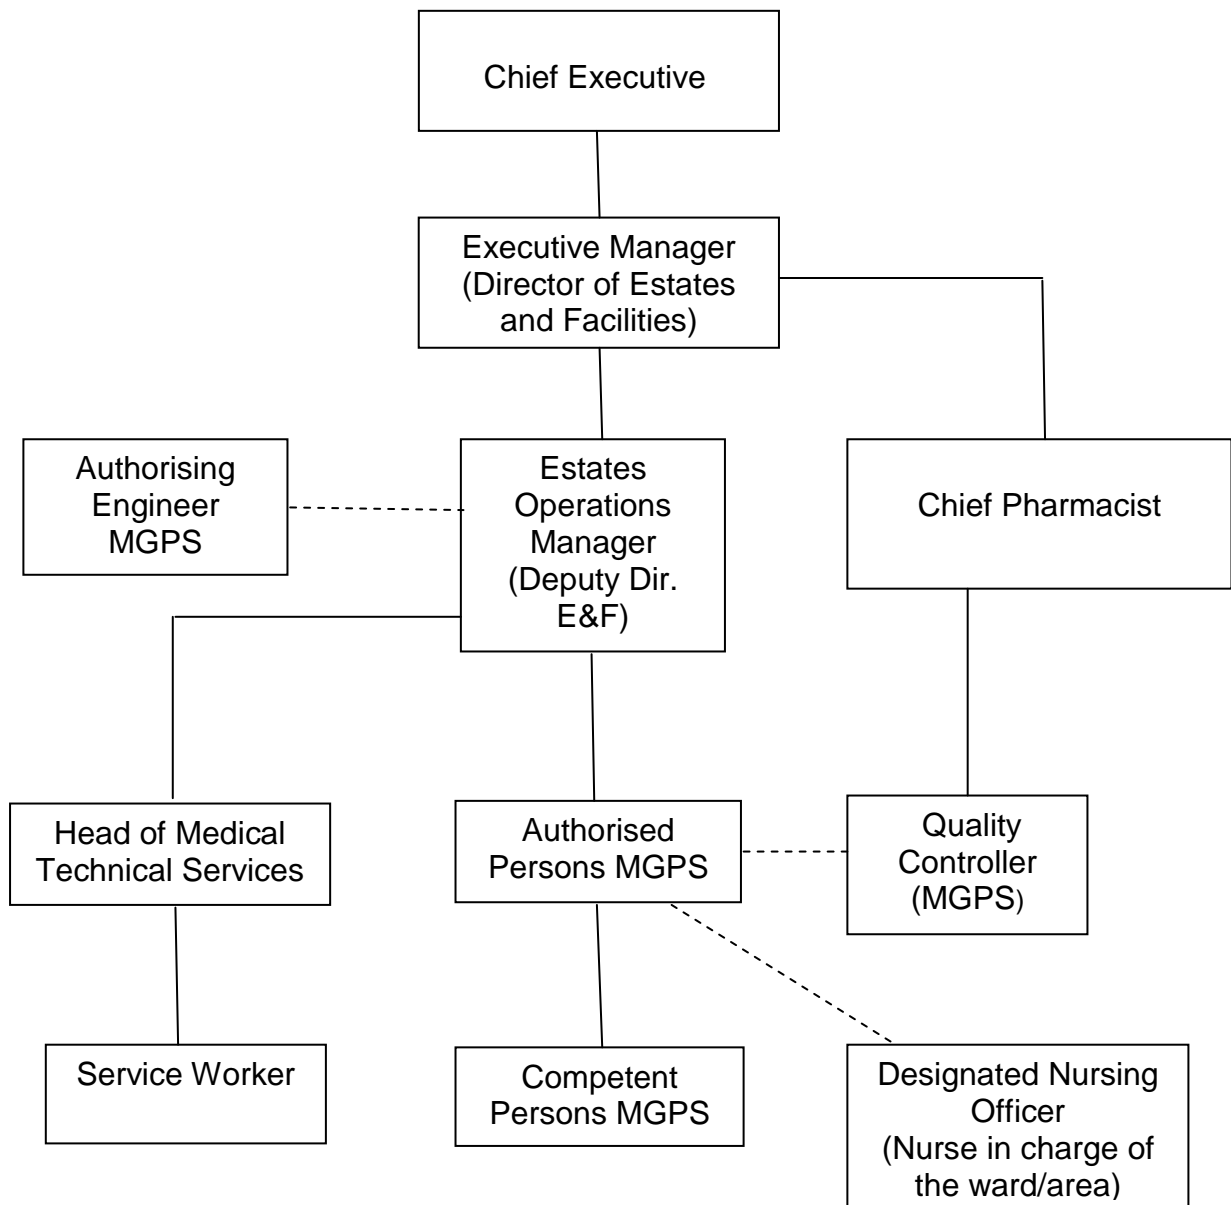 Chief Executive
Executive Manager
(Director of Estates
and Facilities)
Authorising
Engineer
MGPS
Estates
Operations
Manager
(Deputy Dir.
E&F)
Chief Pharmacist
Head of Medical
Technical Services
Authorised
Persons MGPS
Quality
Controller
(MGPS)
Service Worker
Competent
Persons MGPS
Designated Nursing
Officer
(Nurse in charge of
the ward/area)